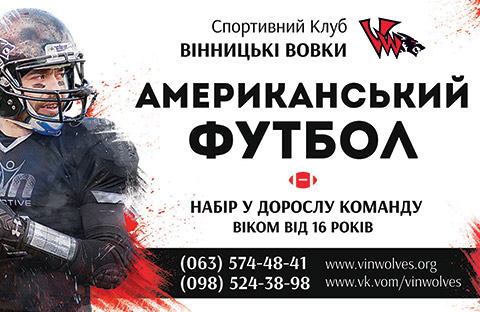 Спортивний Клуб
ВІННИЦЬКІ ВОВКИ
VW
АМЕРИКАНСЬКИЙ
ФУТБОЛ
НАБІР У ДОРОСЛУ КОМАНДУ
ВІКОМ ВІД 16 РОКІВ
(063) 574-48-41 www.vinwolves.org
(098) 524-38-98 www.vk.vom/vinwolves